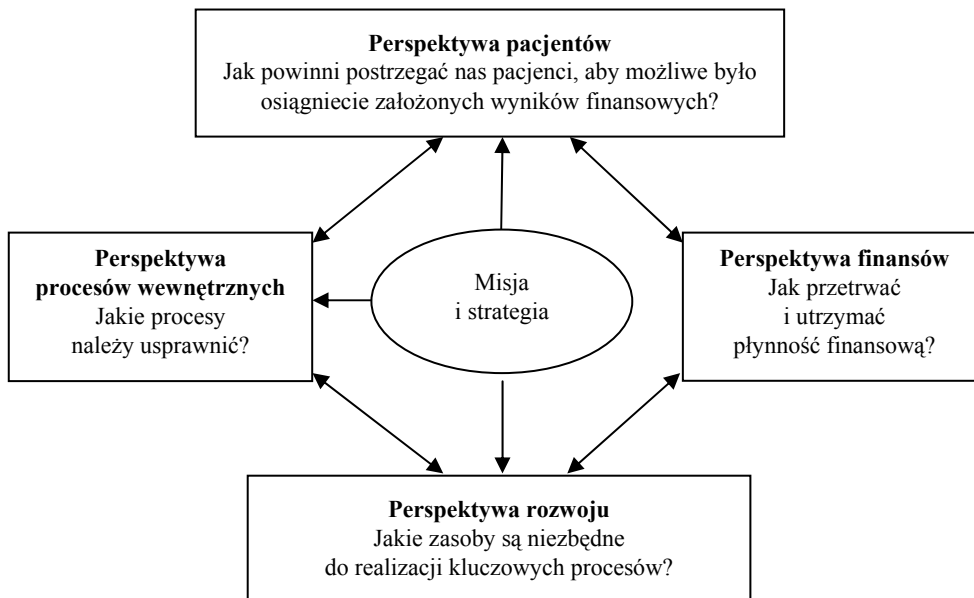 Perspektywa pacjentów
Jak powinni postrzegać nas pacjenci, aby możliwe było
osiągniecie założonych wyników finansowych?
Perspektywa
procesów wewnętrznych
Jakie procesy
należy usprawnić?
Misja
i strategia
Perspektywa finansów
Jak przetrwać
i utrzymać
płynność finansową?
Perspektywa rozwoju
Jakie zasoby są niezbędne
do realizacji kluczowych procesów?